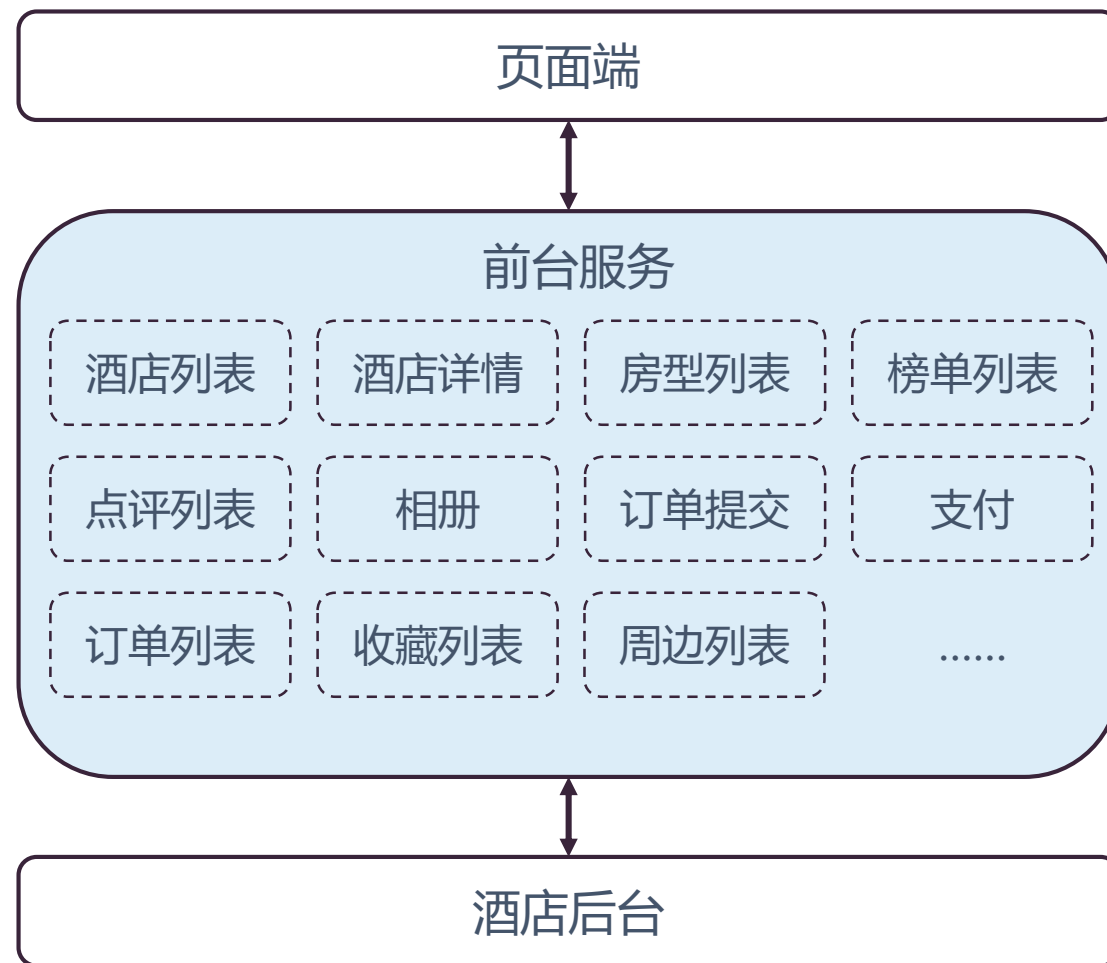 页面端
前台服务
酒店列表 酒店详情 房型列表 榜单列表
点评列表 相册 订单提交 支付
订单列表 收藏列表 周边列表 ......
酒店后台